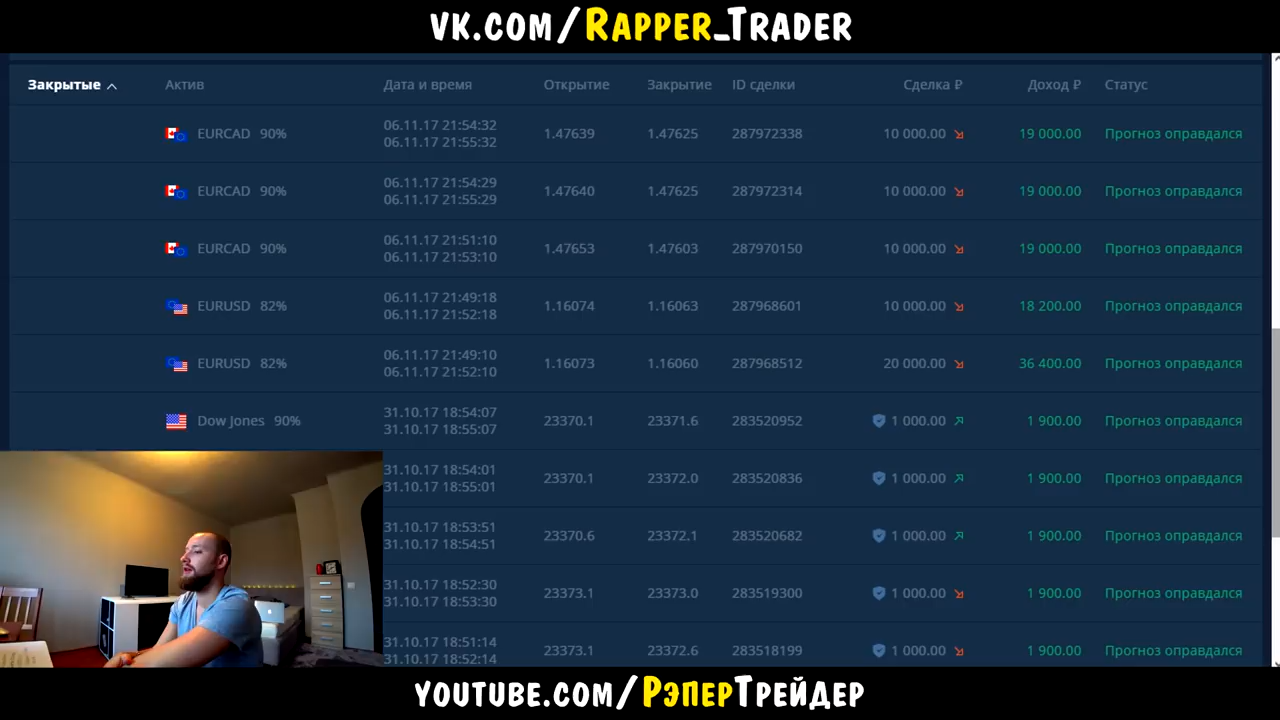 VK.COM/RAPPER_TRADER
Закрытые Актив Дата и время Открытие Закрытие ID сделки Сделка ₽ Доход ₽ Статус
EURCAD 90% 06.11.17 21:54:32 1.47639 1.47625 287972338 10 000.00 19 000.00 Прогноз оправдался
06.11.17 21:55:32
EURCAD 90% 06.11.17 21:54:29 1.47640 1.47625 287972314 10 000.00 19 000.00 Прогноз оправдался
06.11.17 21:55:29
EURCAD 90% 06.11.17 21:51:10 1.47653 1.47603 287970150 10 000.00 19 000.00 Прогноз оправдался
06.11.17 21:53:10
EURUSD 82% 06.11.17 21:49:18 1.16074 1.16063 287968601 10 000.00 18 200.00 Прогноз оправдался
06.11.17 21:52:18
EURUSD 82% 06.11.17 21:49:10 1.16073 1.16060 287968512 20 000.00 36 400.00 Прогноз оправдался
06.11.17 21:52:10
Dow Jones 90% 31.10.17 18:54:07 23370.1 23371.6 283520952 1 000.00 1 900.00 Прогноз оправдался
31.10.17 18:55:07
31.10.17 18:54:01 23370.1 23372.0 283520836 1 000.00 1 900.00 Прогноз оправдался
31.10.17 18:55:01
31.10.17 18:53:51 23370.6 23372.1 283520682 1 000.00 1 900.00 Прогноз оправдался
31.10.17 18:54:51
31.10.17 18:52:30 23373.1 23373.0 283519300 1 000.00 1 900.00 Прогноз оправдался
31.10.17 18:53:30
31.10.17 18:51:14 23373.1 23372.6 283518199 1 000.00 1 900.00 Прогноз оправдался
31.10.17 18:52:14
YOUTUBE.COM/РЭПЕРТРЕЙДЕР